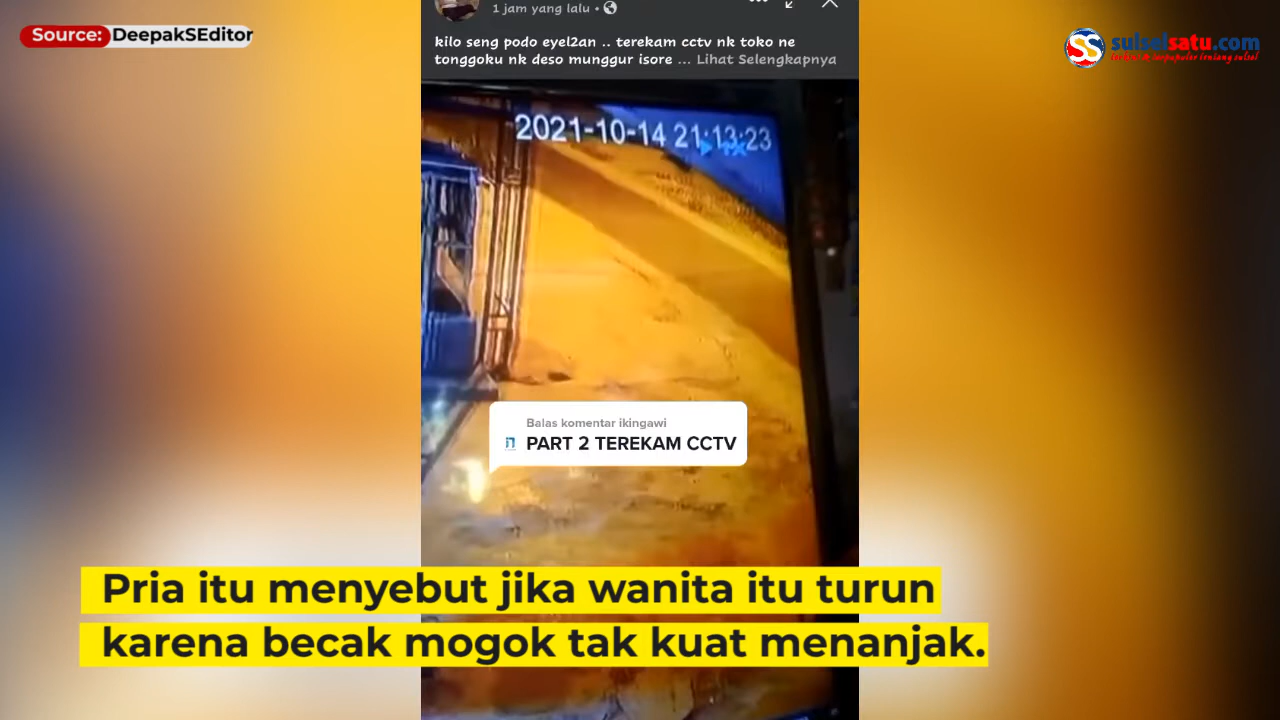 Source: DeepakSEditor
1 jam yang lalu •
kilo seng podo eyel2an .. terekam cctv nk toko ne
tonggoku nk deso munggur isore ... Lihat Selengkapnya
sulselsatu.com
2021-10-14 21:13:23
Balas komentar ikingawi
PART 2 TEREKAM CCTV
Pria itu menyebut jika wanita itu turun
karena becak mogok tak kuat menanjak.